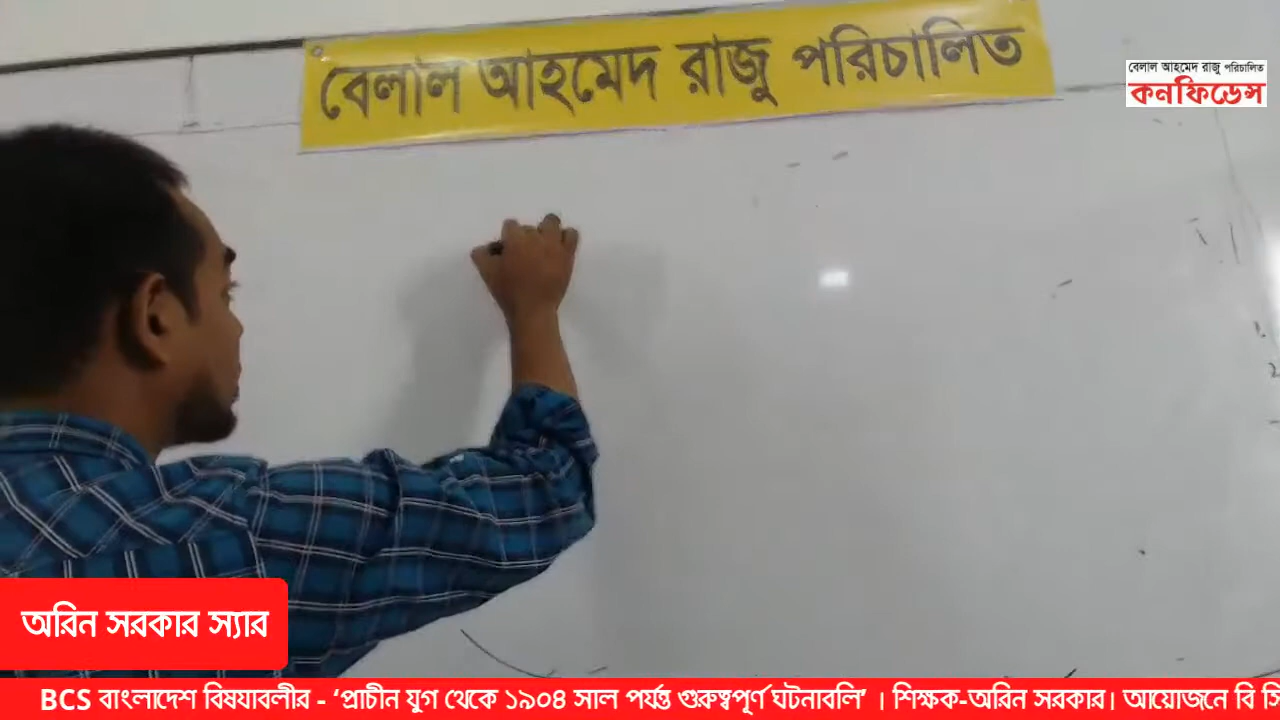 বেলাল আহমেদ রাজু পরিচালিত
বেলাল আহমেদ রাজু পরিচালিত
কনফিডেন্স
অরিন সরকার স্যার
BCS বাংলাদেশ বিষযাবলীর - ‘প্রাচীন যুগ থেকে ১৯০৪ সাল পর্যন্ত গুরুত্বপূর্ণ ঘটনাবলি’ । শিক্ষক-অরিন সরকার। আয়োজনে বি সি